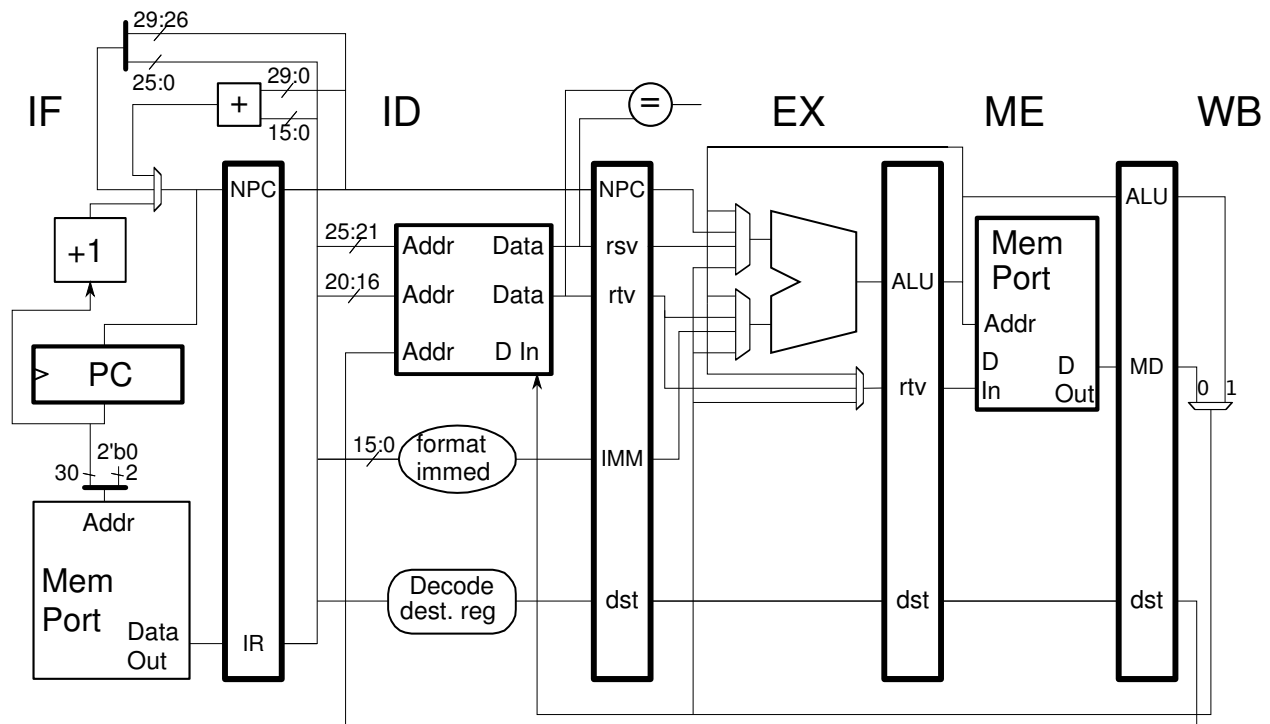 29:26
25:0
IF
+
29:0
15:0
ID
=
EX
ME
WB
NPC
NPC
ALU
+1
25:21
Addr
Data
rsv
20:16
Addr
Data
rtv
Addr
D In
ALU
Mem
Port
Addr
D
In
D
Out
MD
0
1
PC
rtv
2'b0
30
2
15:0
format
immed
IMM
Addr
Mem
Port
Data
Out
IR
Decode
dest. reg
dst
dst
dst